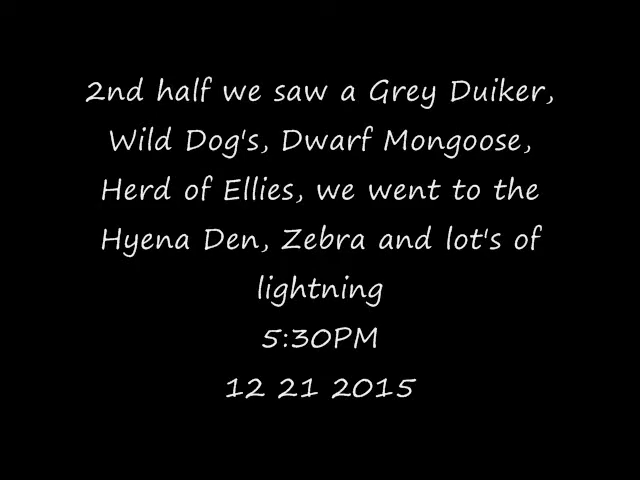 2nd half we saw a Grey Duiker,
Wild Dog's, Dwarf Mongoose,
Herd of Ellies, we went to the
Hyena Den, Zebra and lot's of
lightning
5:30PM
12 21 2015